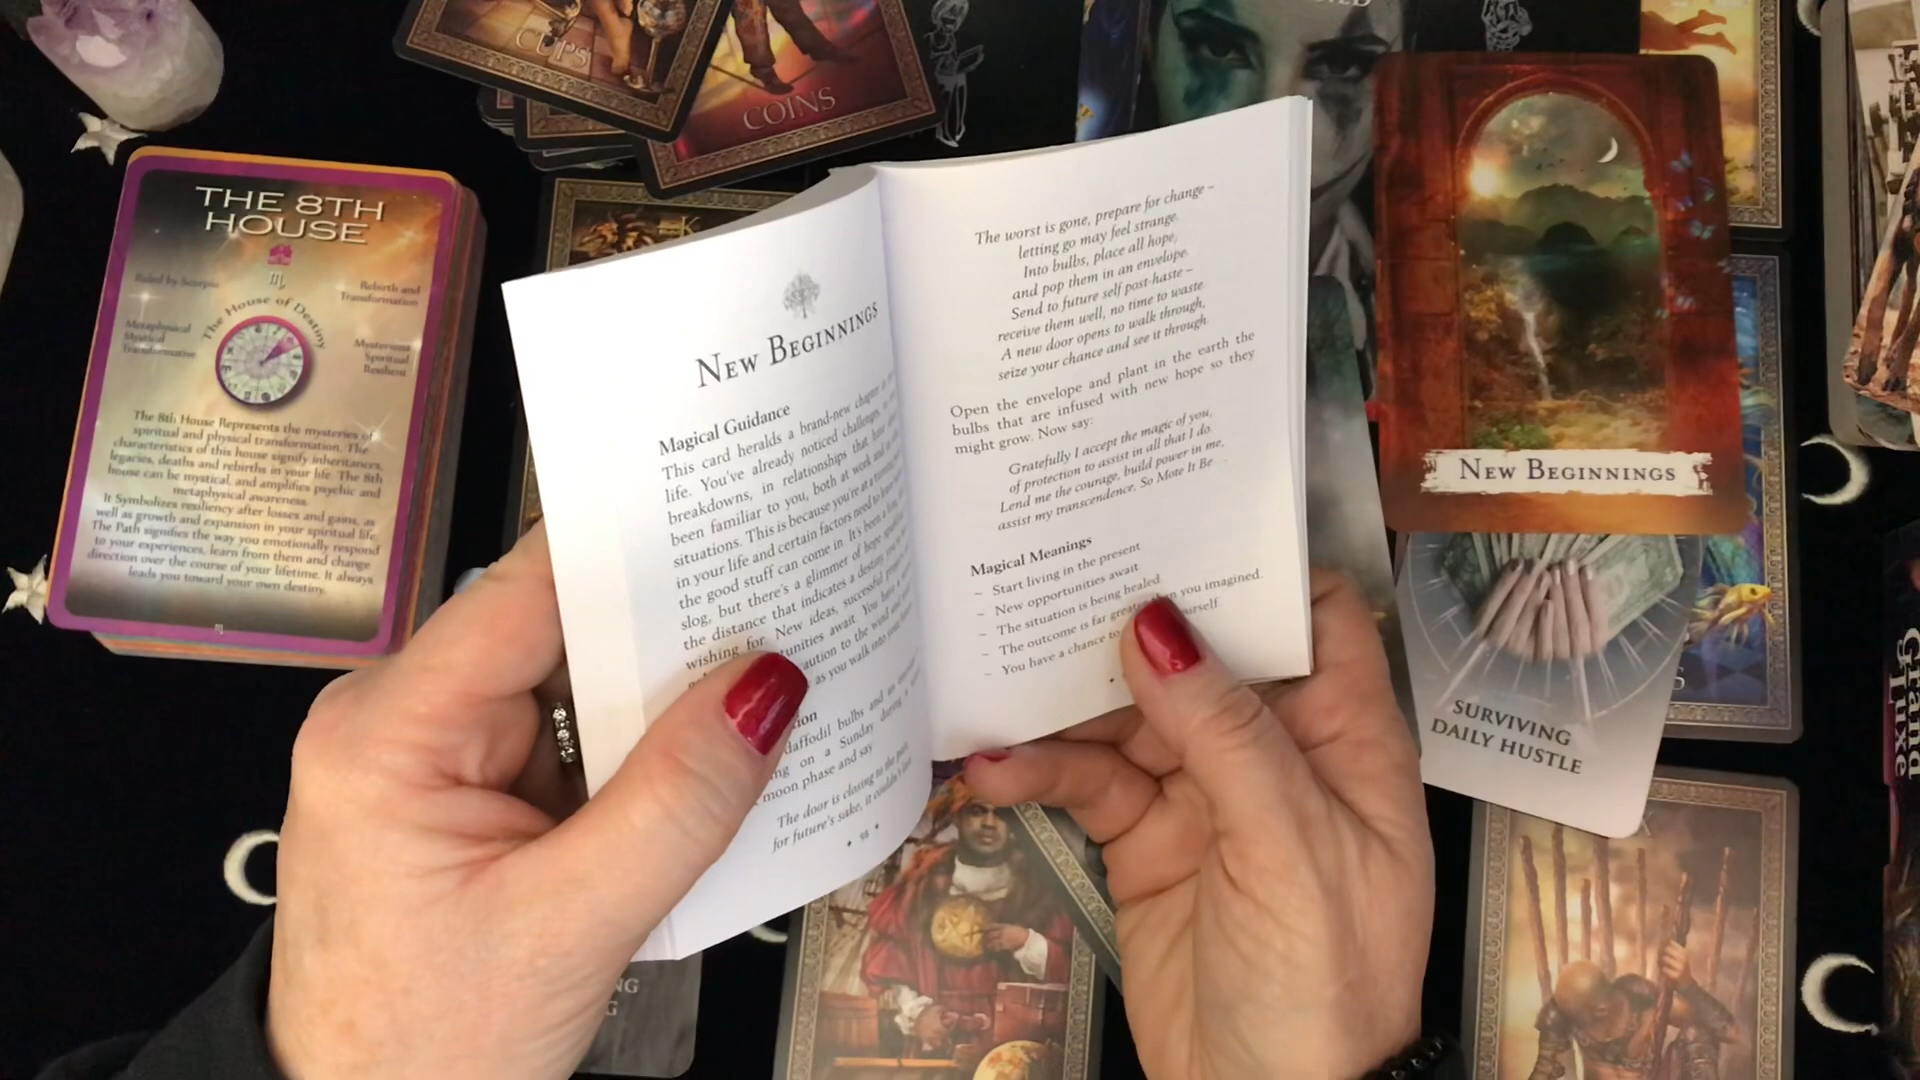 CUPS
COINS
THE 8TH
HOUSE
Ruled by Scorpio
Rebirth and
Transformation
The House of Destiny
Metaphysical
Mystical
Transformative
Mysterious
Spiritual
Resilient
The 8th House Represents the mysteries of
spiritual and physical transformation. The
characteristics of this house signify inheritances,
legacies, deaths and rebirths in your life. The 8th
house can be mystical, and amplifies psychic and
metaphysical awareness.
It Symbolizes resiliency after losses and gains, as
well as growth and expansion in your spiritual life.
The Path signifies the way you emotionally respond
to your experiences, learn from them and change
direction over the course of your lifetime. It always
leads you toward your own destiny.
New Beginnings
Magical Guidance
This card heralds a brand-new chapter
life. You've already noticed challenges
breakdowns, in relationships that
been familiar to you, both at work and
situations. This is because you're at a
in your life and certain factors need to
the good stuff can come in. It's been a
slog, but there's a glimmer of hope
the distance that indicates a destiny
wishing for. New ideas, successful
await. You have
caution to the wind
as you walk into
daffodil bulbs and
on a Sunday during
moon phase and say
The door is closing to the
for future's sake, it couldn't
98
The worst is gone, prepare for change –
letting go may feel strange.
Into bulbs, place all hope,
and pop them in an envelope.
Send to future self post-haste –
receive them well, no time to waste
A new door opens to walk through,
seize your chance and see it through.
Open the envelope and plant in the earth the
bulbs that are infused with new hope so they
might grow. Now say:
Gratefully I accept the magic of you,
of protection to assist in all that I do.
Lend me the courage, build power in me,
assist my transcendence, So Mote It Be
Magical Meanings
– Start living in the present
– New opportunities await
– The situation is being healed.
– The outcome is far greater than you imagined.
– You have a chance to
New Beginnings
SURVIVING
DAILY HUSTLE
X